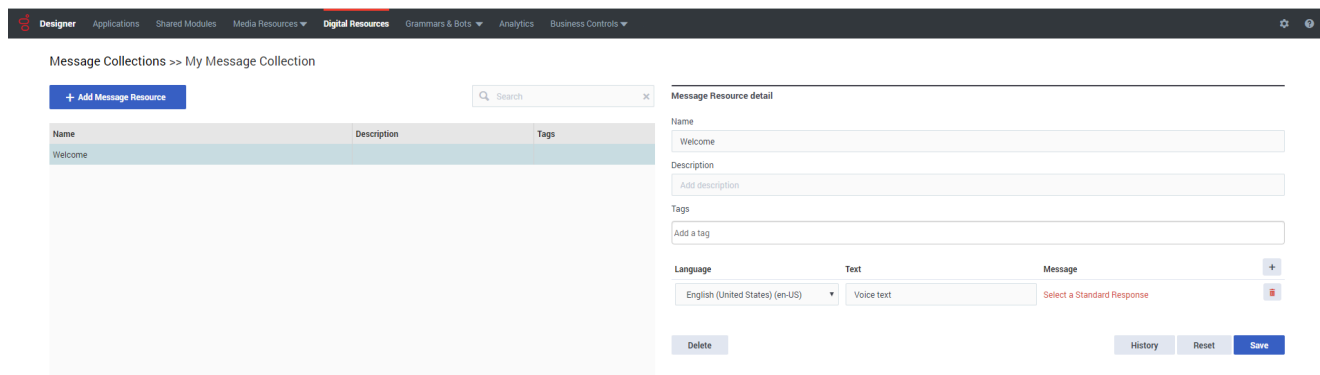 Designer Applications Shared Modules Media Resources Digital Resources Grammars & Bots Analytics Business Controls
Message Collections >> My Message Collection
+ Add Message Resource
Search
Name Description Tags
Welcome
Message Resource detail
Name
Welcome
Description
Add description
Tags
Add a tag
Language Text Message
English (United States) (en-US) Voice text Select a Standard Response
Delete History Reset Save